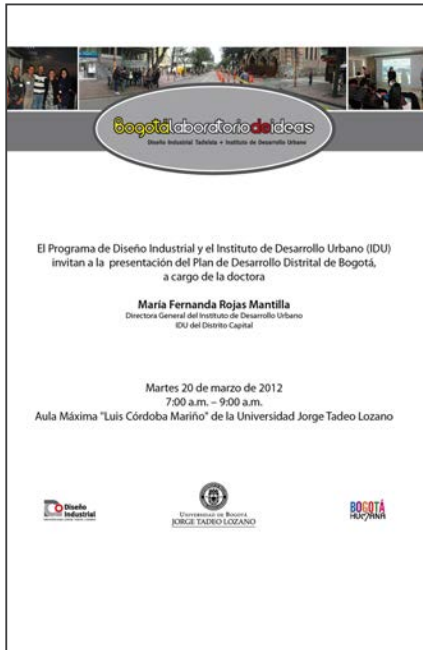 bogotálaboratoriodeideas
Diseño Industrial Tadeísta • Instituto de Desarrollo Urbano
El Programa de Diseño Industrial y el Instituto de Desarrollo Urbano (IDU)
invitan a la presentación del Plan de Desarrollo Distrital de Bogotá,
a cargo de la doctora
María Fernanda Rojas Mantilla
Directora General del Instituto de Desarrollo Urbano
IDU del Distrito Capital
Martes 20 de marzo de 2012
7:00 a.m. – 9:00 a.m.
Aula Máxima "Luis Córdoba Mariño" de la Universidad Jorge Tadeo Lozano
Diseño
Industrial
UNIVERSIDAD DE BOGOTÁ
JORGE TADEO LOZANO
BOGOTÁ
HUMANA